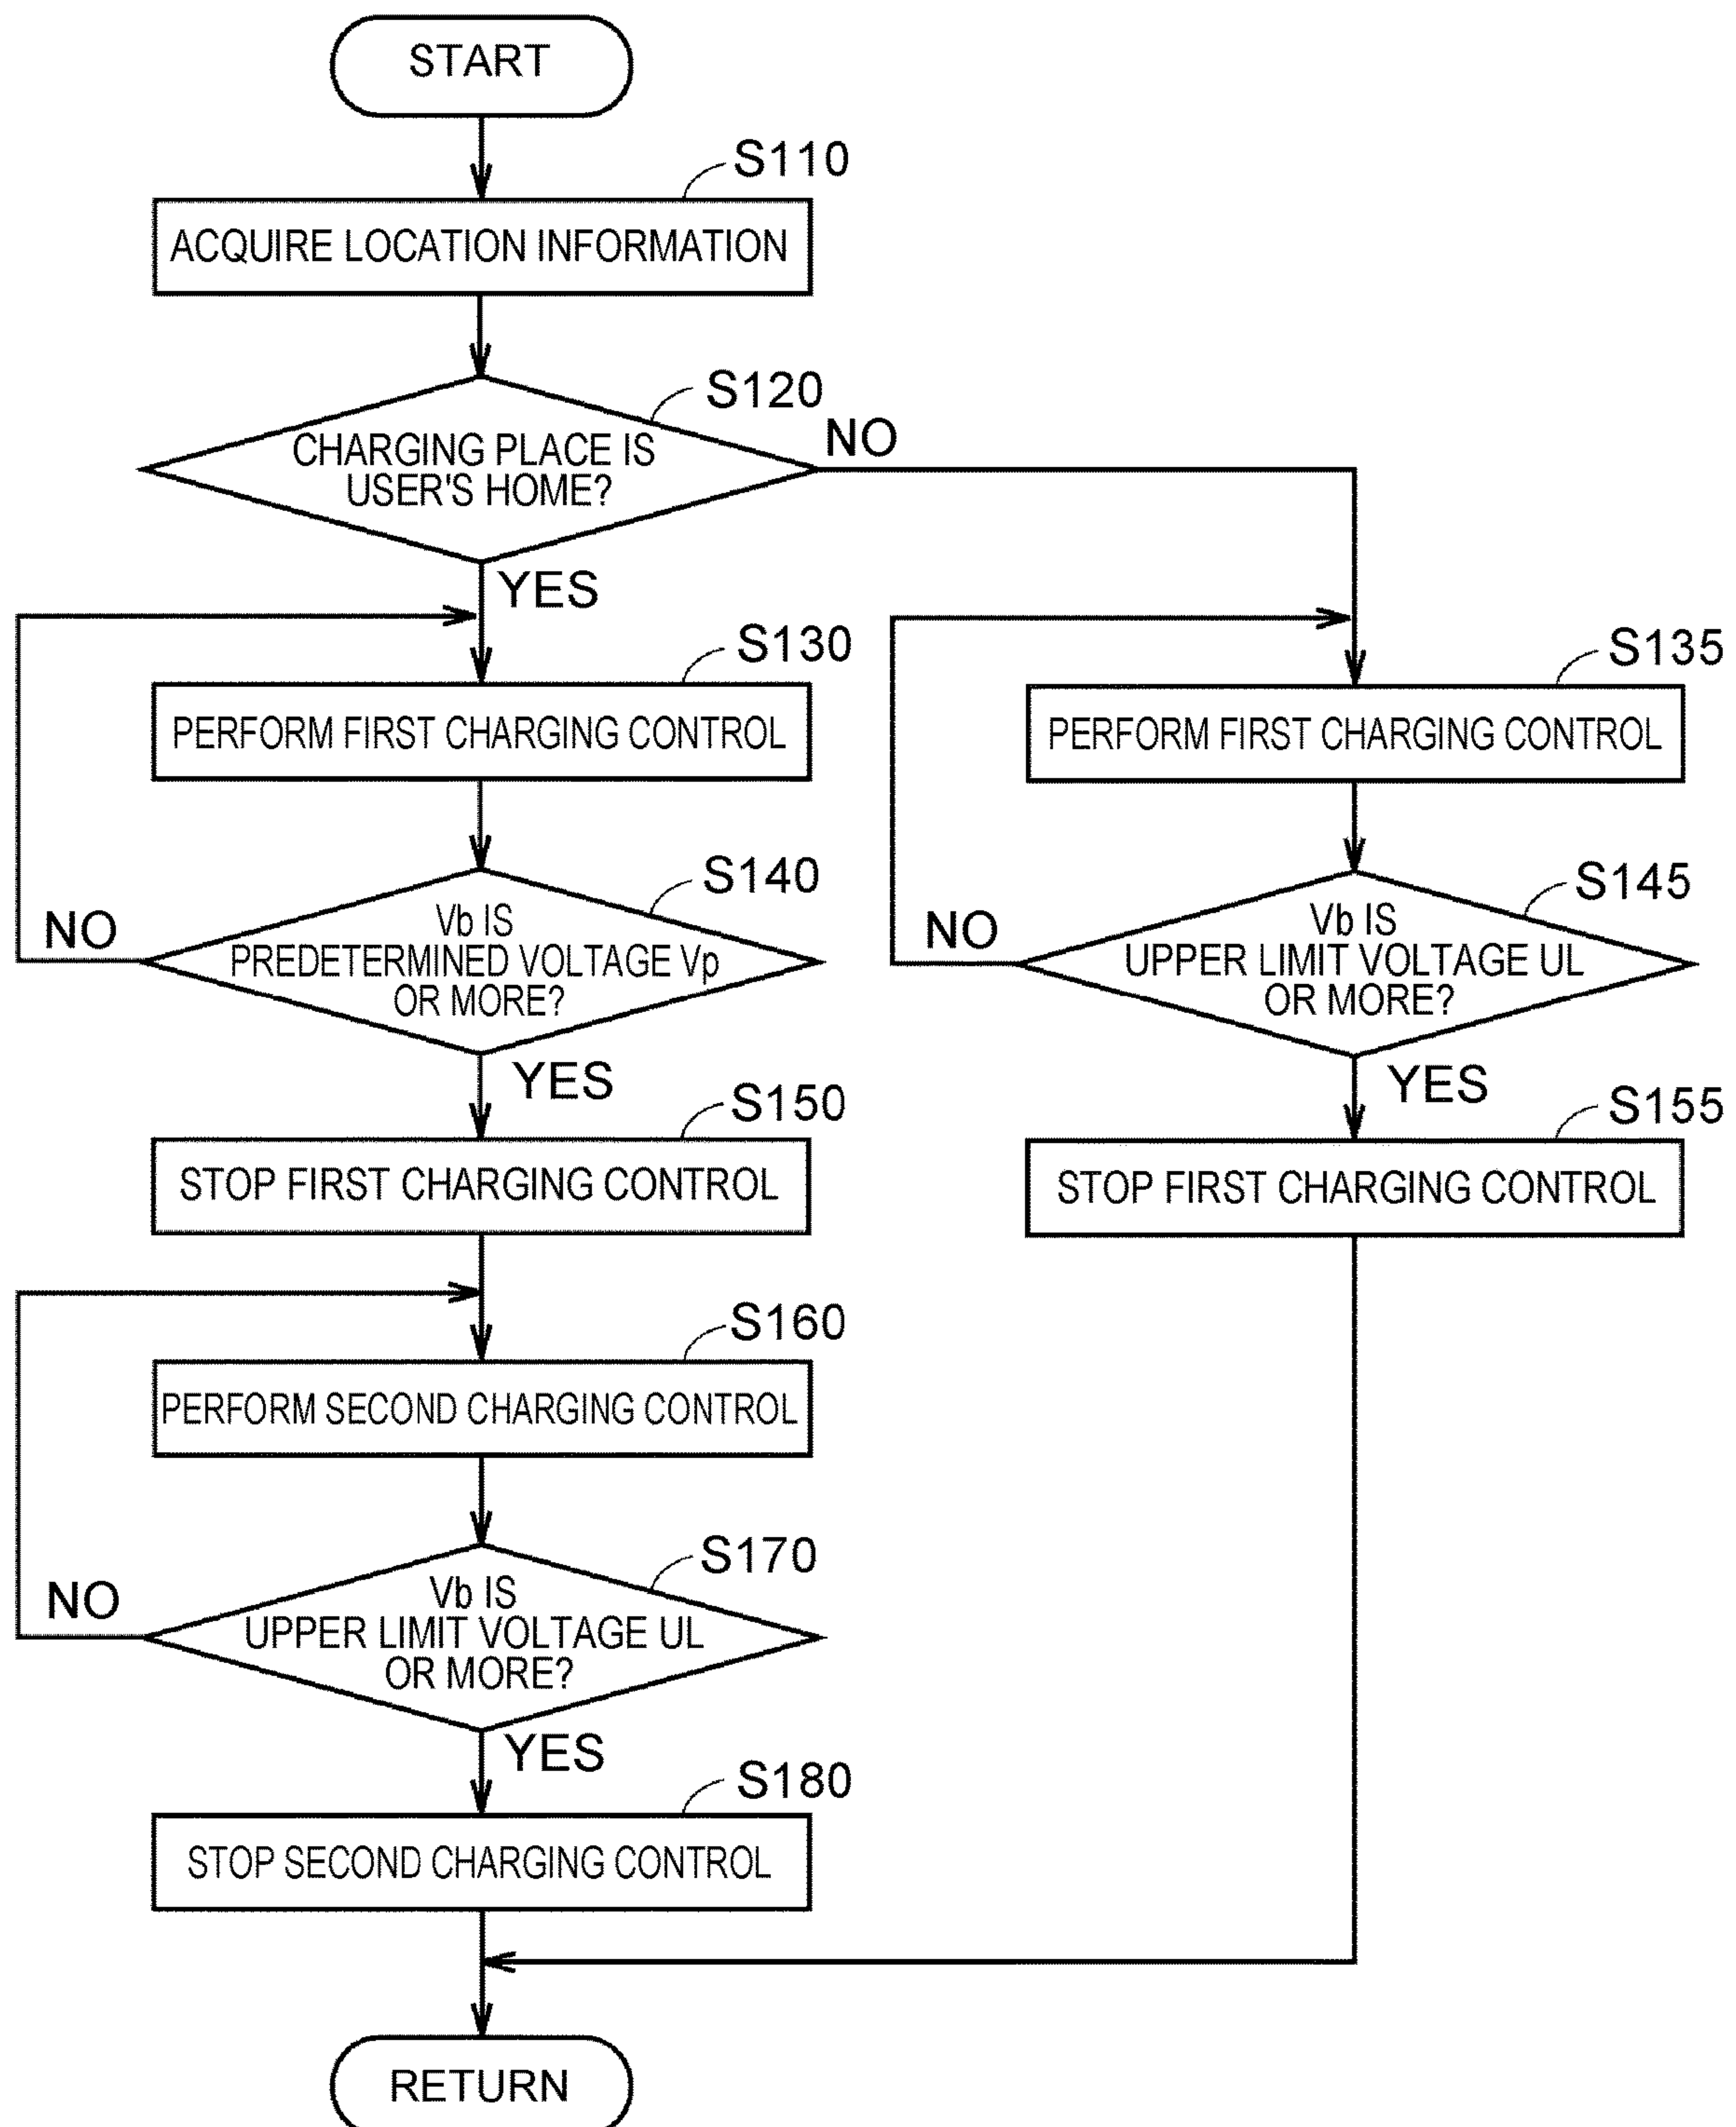 START
S110
ACQUIRE LOCATION INFORMATION
S120
CHARGING PLACE IS
USER'S HOME?
NO
YES
S130
PERFORM FIRST CHARGING CONTROL
S140
Vb IS
PREDETERMINED VOLTAGE Vp
OR MORE?
NO
YES
S150
STOP FIRST CHARGING CONTROL
S160
PERFORM SECOND CHARGING CONTROL
S170
Vb IS
UPPER LIMIT VOLTAGE UL
OR MORE?
NO
YES
S180
STOP SECOND CHARGING CONTROL
S135
PERFORM FIRST CHARGING CONTROL
S145
Vb IS
UPPER LIMIT VOLTAGE UL
OR MORE?
NO
YES
S155
STOP FIRST CHARGING CONTROL
RETURN